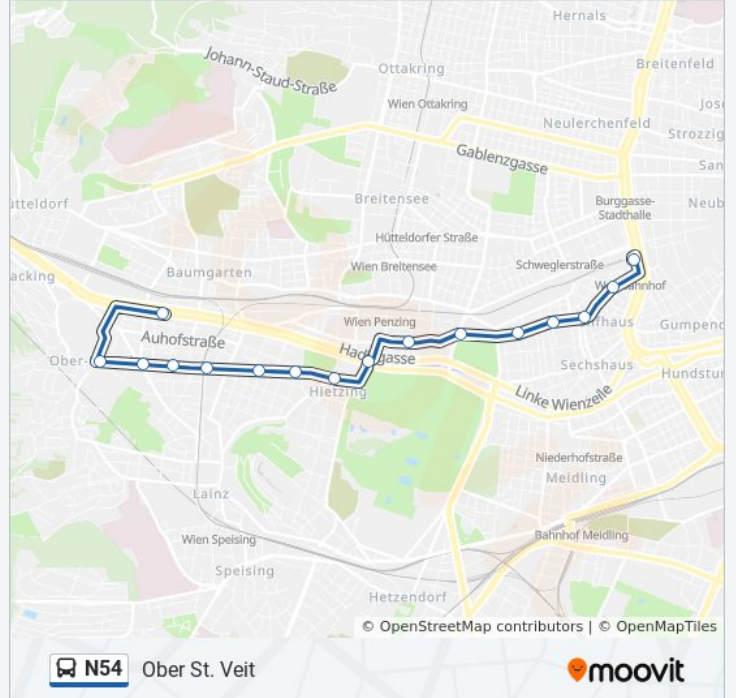 Hernals
Johann-Staud-Straße
Ottakring
Breitenfeld
Wien Ottakring
Neulerchenfeld
Strozzig
Gablenzgasse
San
Breitensee
Burggasse-
Stadthalle
Neub
ütteldorf
Hütteldorfer Straße
Wien Breitensee
Schweglerstraße
Baumgarten
acking
Wien Penzing
Gumpend
Auhofstraße
Ober-
Sechshaus
Hundstur
Hietzing
Linke Wienzeile
Niederhofstraße
Meidling
Lainz
Wien Speising
Bahnhof Meidling
Speising
Hetzendorf
© OpenStreetMap contributors | © OpenMapTiles
N54 Ober St. Veit
moovit